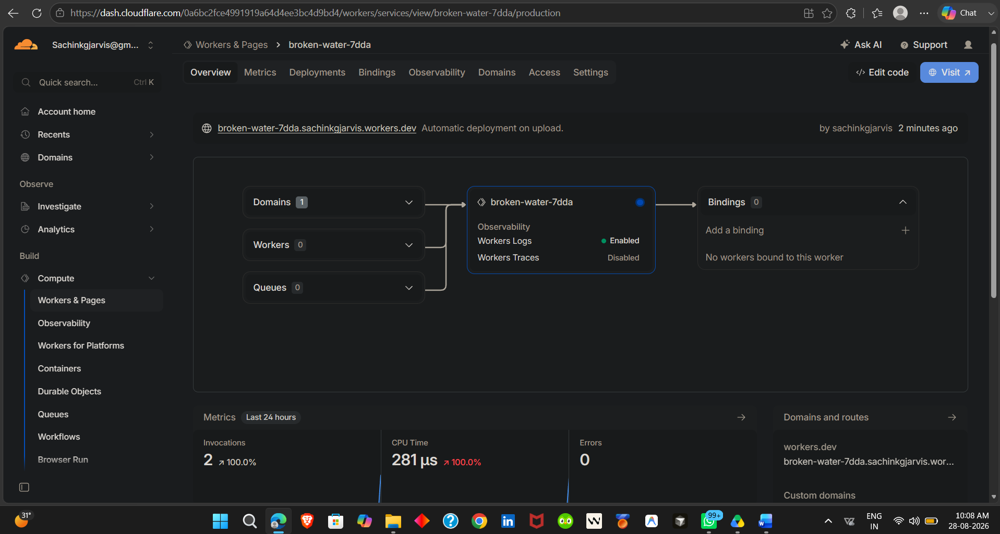 https://dash.cloudflare.com/0a6bc2fce4991919a64d4ee3bc4d9bd4/workers/services/view/broken-water-7dda/production
Chat
Sachinkgjarvis@gm...
Workers & Pages > broken-water-7dda
Ask AI
Support
Overview Metrics Deployments Bindings Observability Domains Access Settings
Edit code
Visit
Quick search... Ctrl K
Account home
Recents
Domains
Observe
Investigate
Analytics
Build
Compute
Workers & Pages
Observability
Workers for Platforms
Containers
Durable Objects
Queues
Workflows
Browser Run
broken-water-7dda.sachinkgjarvis.workers.dev Automatic deployment on upload.
by sachinkgjarvis 2 minutes ago
Domains 1
Workers 0
Queues 0
broken-water-7dda
Observability
Workers Logs Enabled
Workers Traces Disabled
Bindings 0
Add a binding
No workers bound to this worker
Metrics Last 24 hours
Invocations
2 100.0%
CPU Time
281 µs 100.0%
Errors
0
Domains and routes
workers.dev
broken-water-7dda.sachinkgjarvis.wor...
Custom domains
31°
99+
ENG
IN
10:08 AM
28-08-2026